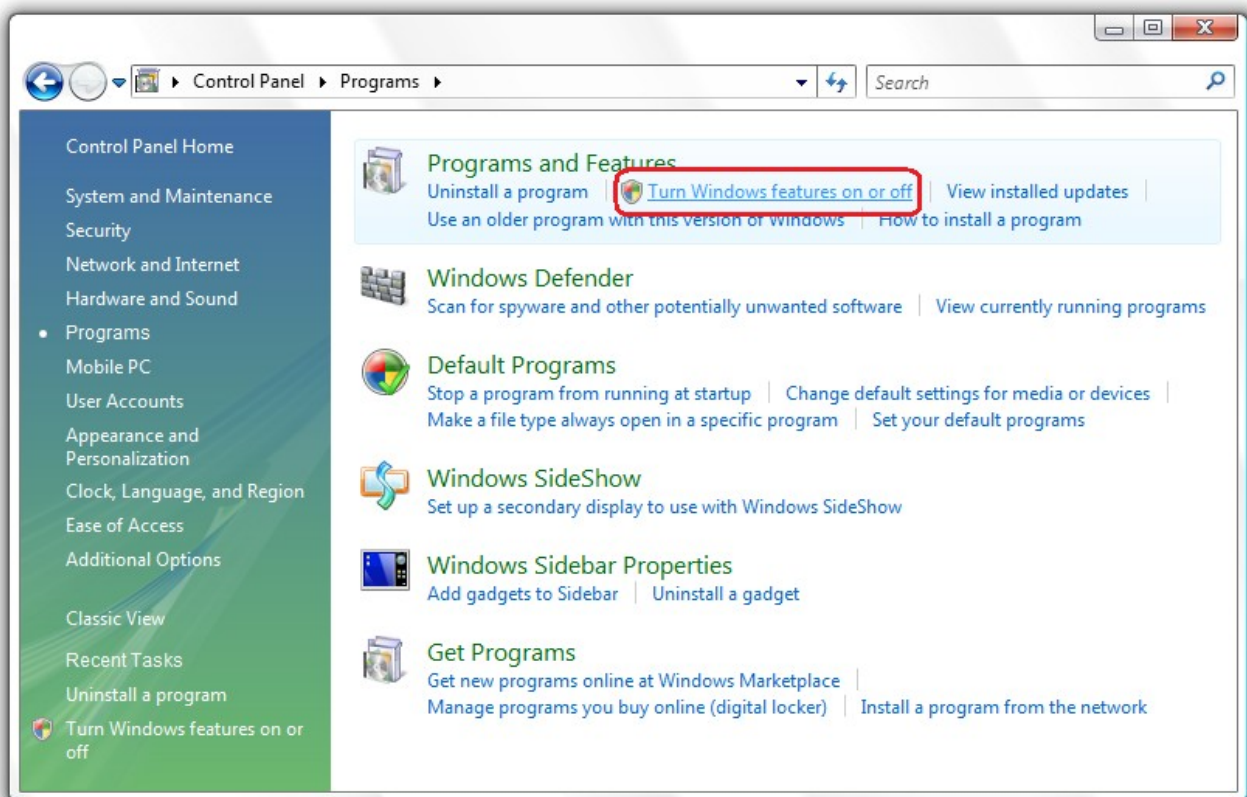 Control Panel Programs
Search
Control Panel Home
System and Maintenance
Security
Network and Internet
Hardware and Sound
Programs
Mobile PC
User Accounts
Appearance and
Personalization
Clock, Language, and Region
Ease of Access
Additional Options
Classic View
Recent Tasks
Uninstall a program
Turn Windows features on or
off
Programs and Features
Uninstall a program Turn Windows features on or off View installed updates
Use an older program with this version of Windows How to install a program
Windows Defender
Scan for spyware and other potentially unwanted software View currently running programs
Default Programs
Stop a program from running at startup Change default settings for media or devices
Make a file type always open in a specific program Set your default programs
Windows SideShow
Set up a secondary display to use with Windows SideShow
Windows Sidebar Properties
Add gadgets to Sidebar Uninstall a gadget
Get Programs
Get new programs online at Windows Marketplace
Manage programs you buy online (digital locker) Install a program from the network